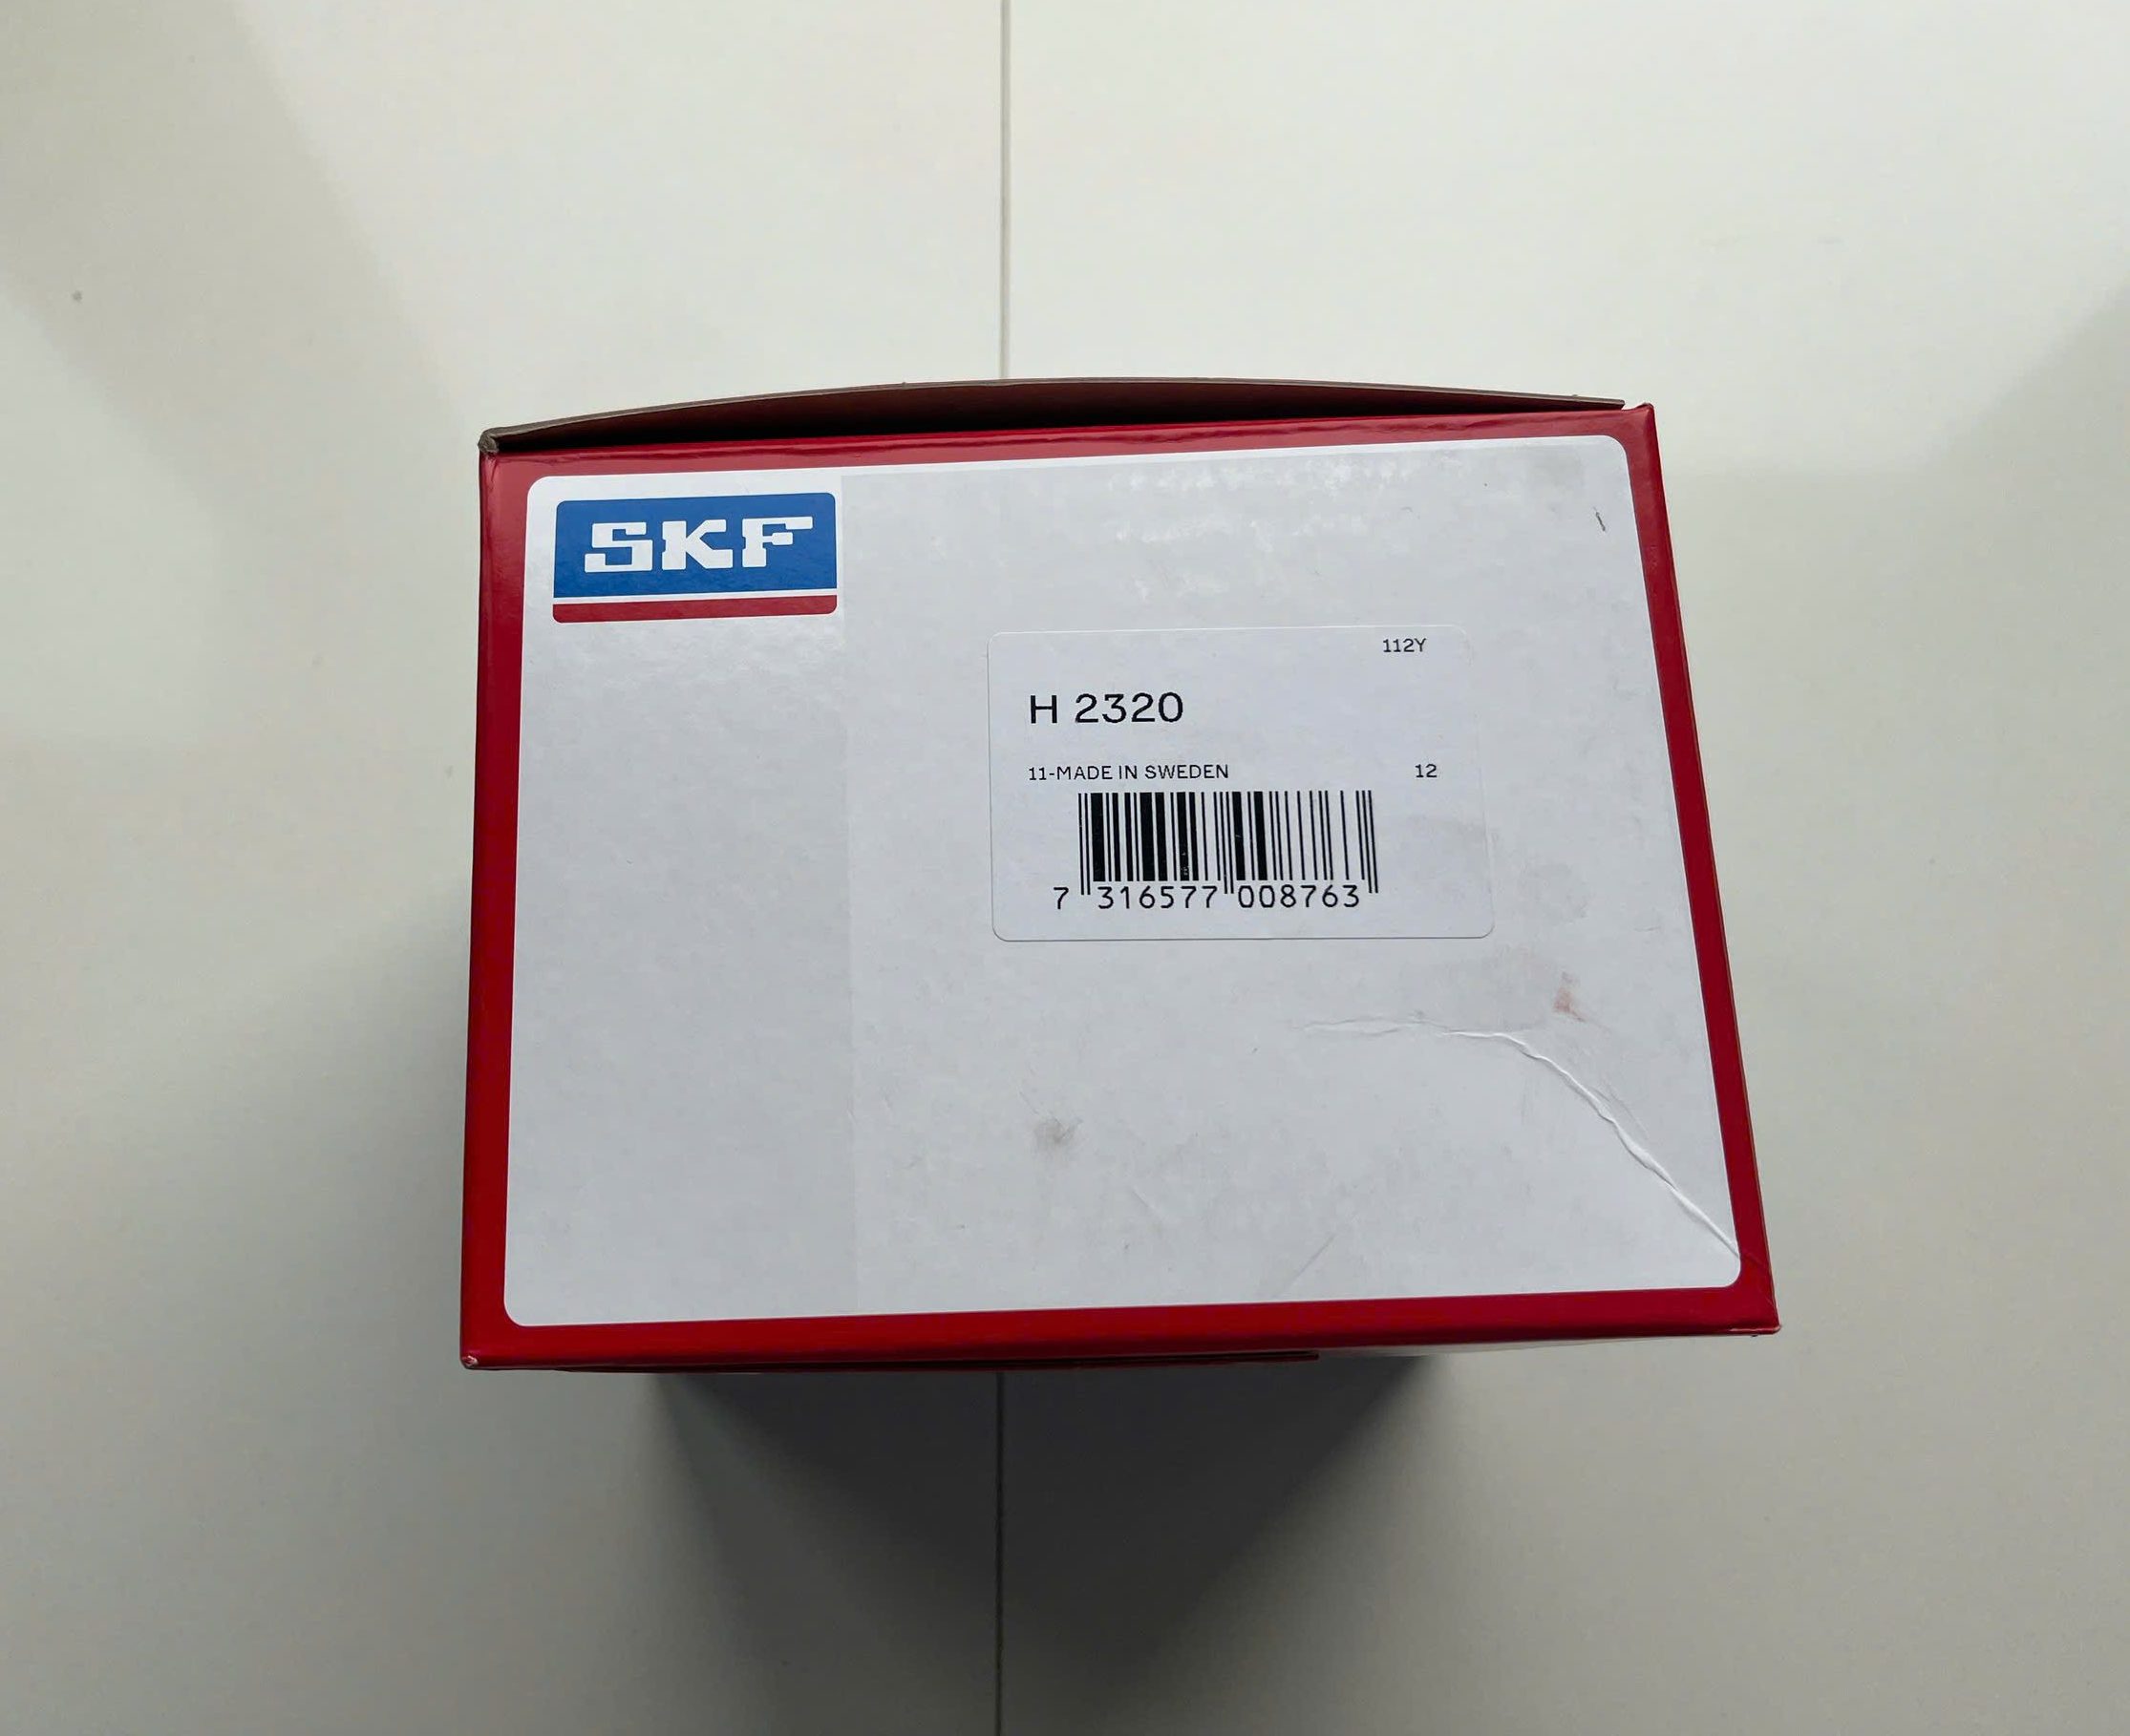 SKF
112Y
H 2320
11-MADE IN SWEDEN 12
7 316577 008763